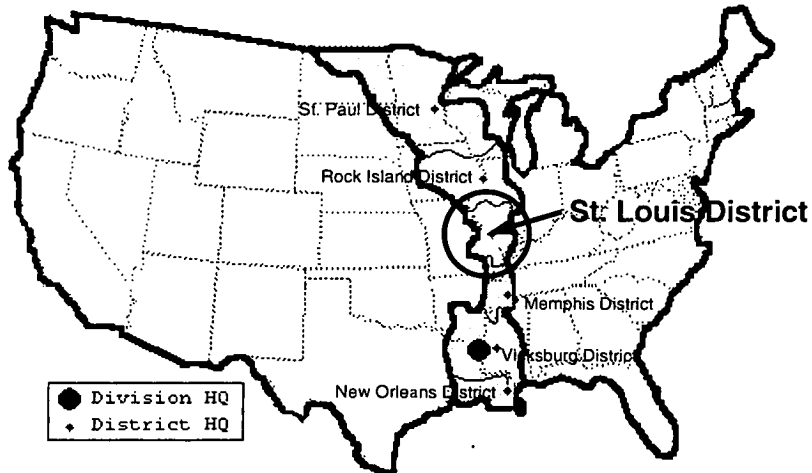 St. Paul District
Rock Island District
St. Louis District
Memphis District
Vicksburg District
New Orleans District
Division HQ
District HQ